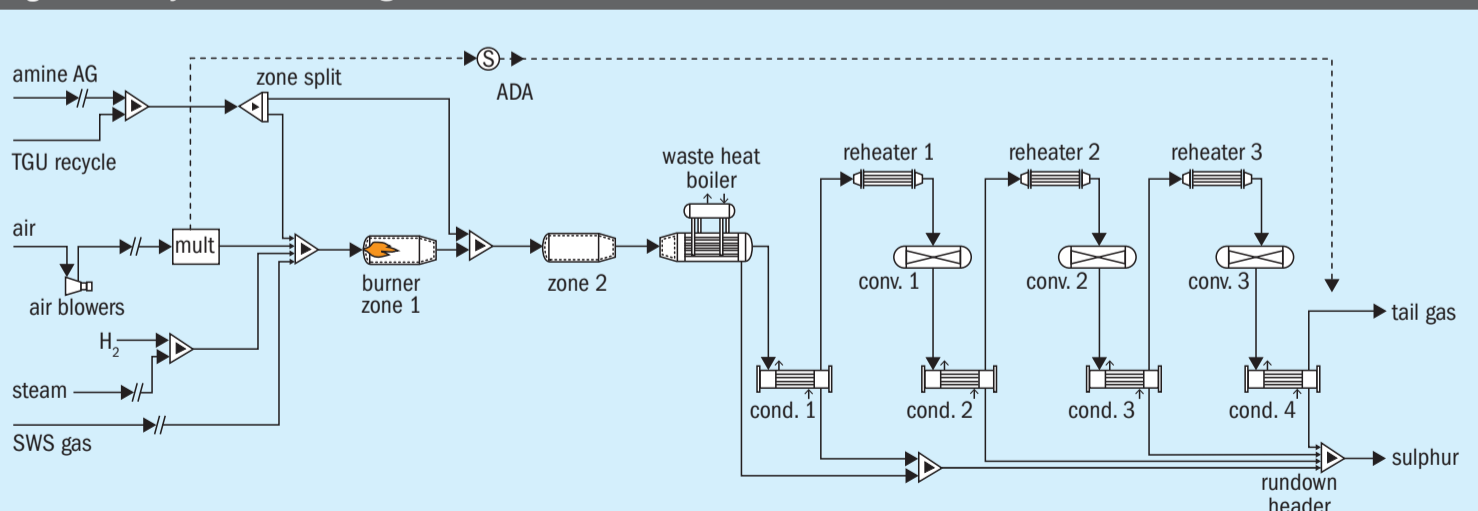 amine AG
zone split
S
ADA
TGU recycle
waste heat
boiler
reheater 1
reheater 2
reheater 3
air
mult
air blowers
burner
zone 1
zone 2
conv. 1
conv. 2
conv. 3
tail gas
H2
steam
SWS gas
cond. 1
cond. 2
cond. 3
cond. 4
sulphur
rundown
header